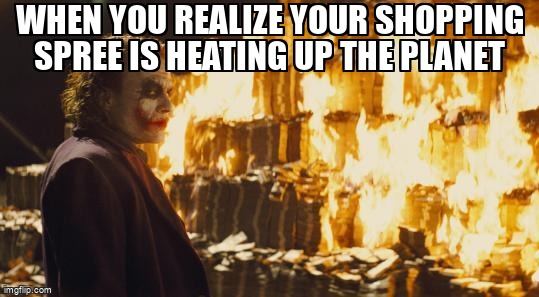 WHEN YOU REALIZE YOUR SHOPPING
SPREE IS HEATING UP THE PLANET
imgflip.com